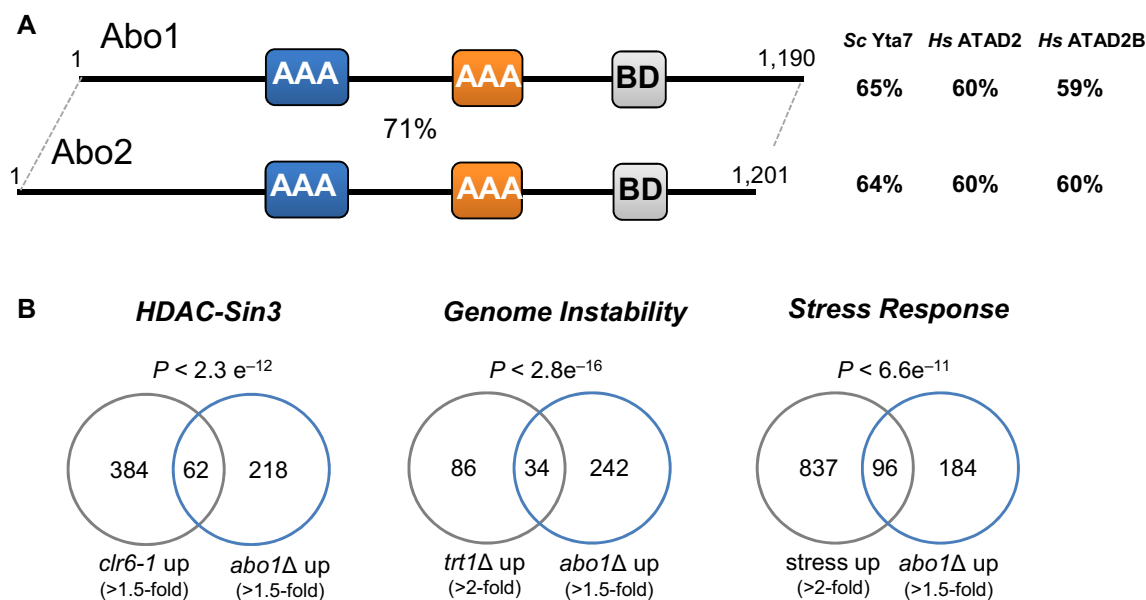 A
Abo1
Sc Yta7 Hs ATAD2 Hs ATAD2B
1 AAA AAA BD 1,190
65% 60% 59%
71%
Abo2
1 AAA AAA BD 1,201
64% 60% 60%
B
HDAC-Sin3 Genome Instability Stress Response
P < 2.3 e–12 P < 2.8e–16 P < 6.6e–11
384 62 218 86 34 242 837 96 184
clr6-1 up abo1Δ up trt1Δ up abo1Δ up stress up abo1Δ up
(>1.5-fold) (>1.5-fold) (>2-fold) (>1.5-fold) (>2-fold) (>1.5-fold)